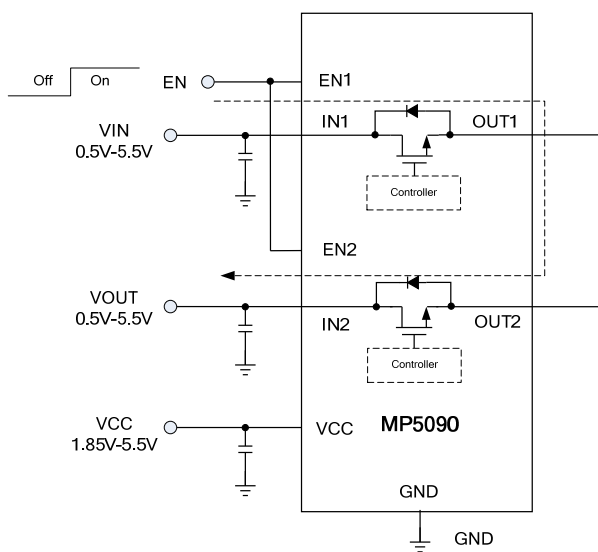 Off
On
EN
EN1
VIN
0.5V-5.5V
IN1
OUT1
Controller
EN2
VOUT
0.5V-5.5V
IN2
OUT2
Controller
VCC
1.85V-5.5V
VCC
MP5090
GND
GND